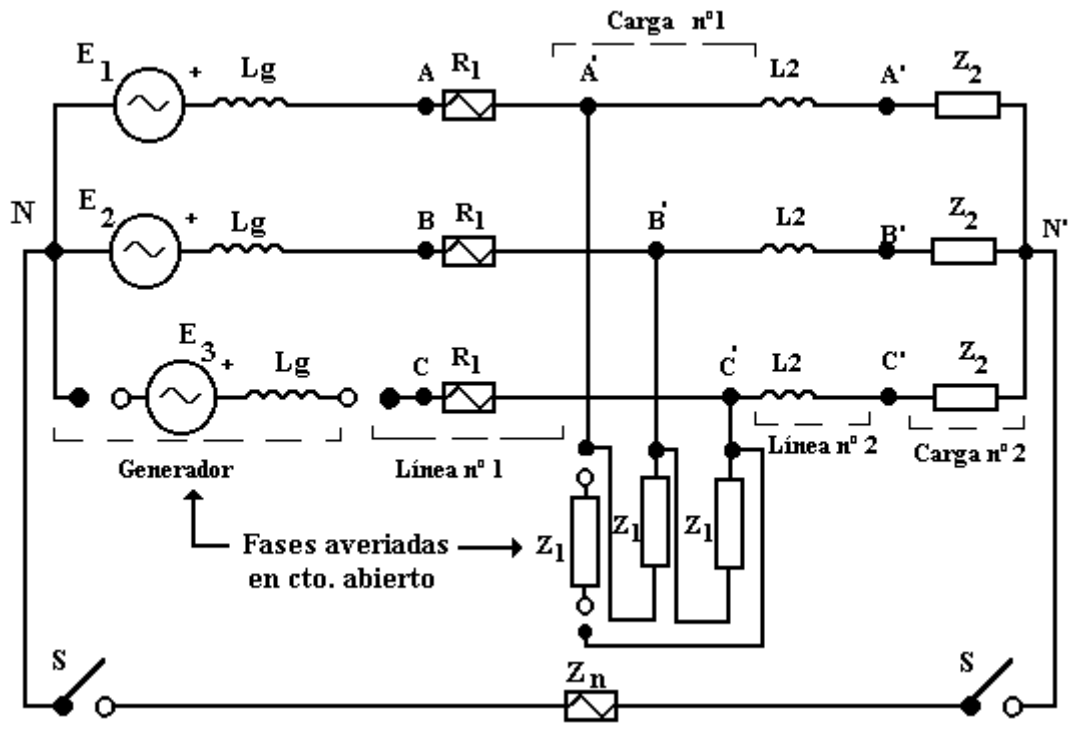 Carga nº1
E1 + Lg A R1 A' L2 A' Z2
N E2 + Lg B R1 B' L2 B' Z2 N'
E3 + Lg C R1 C' L2 C' Z2
Generador
Línea nº 1
Línea nº 2
Carga nº 2
Fases averiadas
en cto. abierto
Z1 Z1 Z1
S Zn S